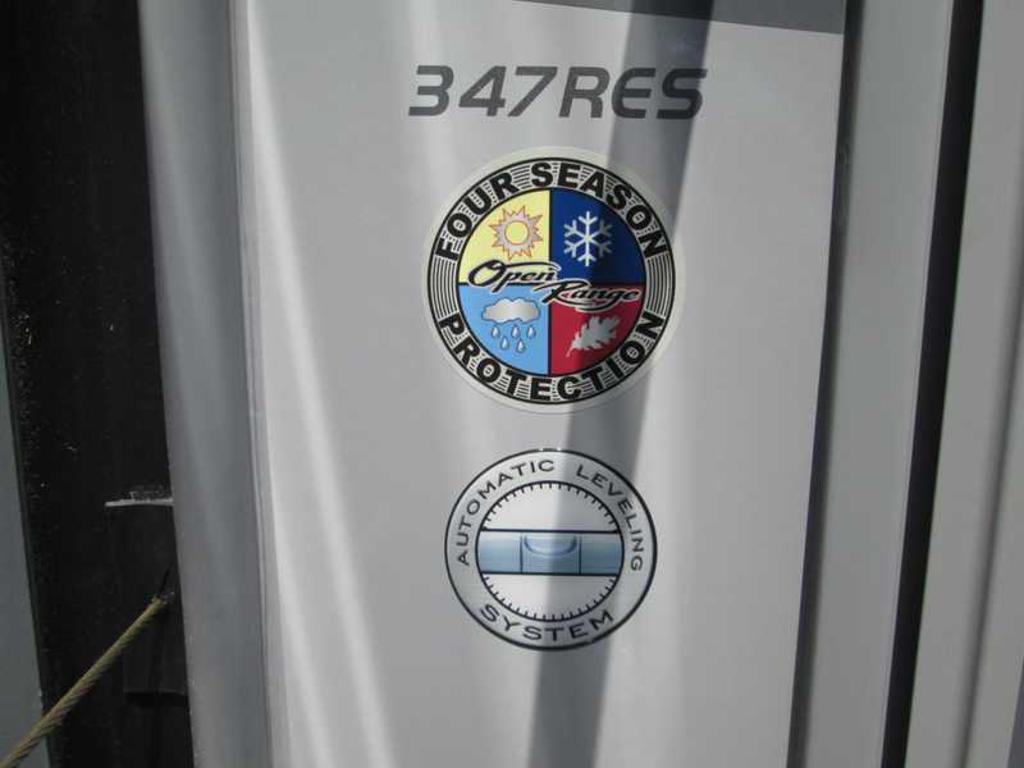 347RES
FOUR SEASON
Open Range
PROTECTION
AUTOMATIC LEVELING
SYSTEM